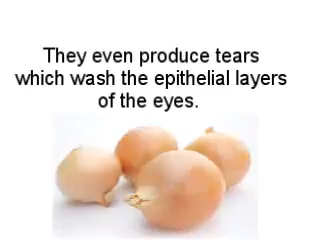 They even produce tears
which wash the epithelial layers
of the eyes.